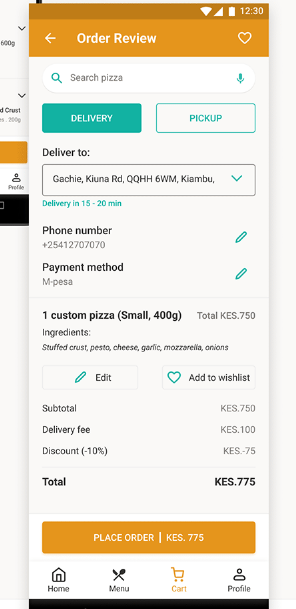 12:30
Order Review
600g
Search pizza
DELIVERY
PICKUP
d Crust
Deliver to:
Gachie, Kiuna Rd, QQHH 6WM, Kiambu,
Delivery in 15 - 20 min
Profile
Phone number
+25412707070
Payment method
M-pesa
1 custom pizza (Small, 400g) Total KES.750
Ingredients:
Stuffed crust, pesto, cheese, garlic, mozzarella, onions
Edit
Add to wishlist
Subtotal KES.750
Delivery fee KES.100
Discount (-10%) KES.-75
Total KES.775
PLACE ORDER | KES. 775
Home Menu Cart Profile